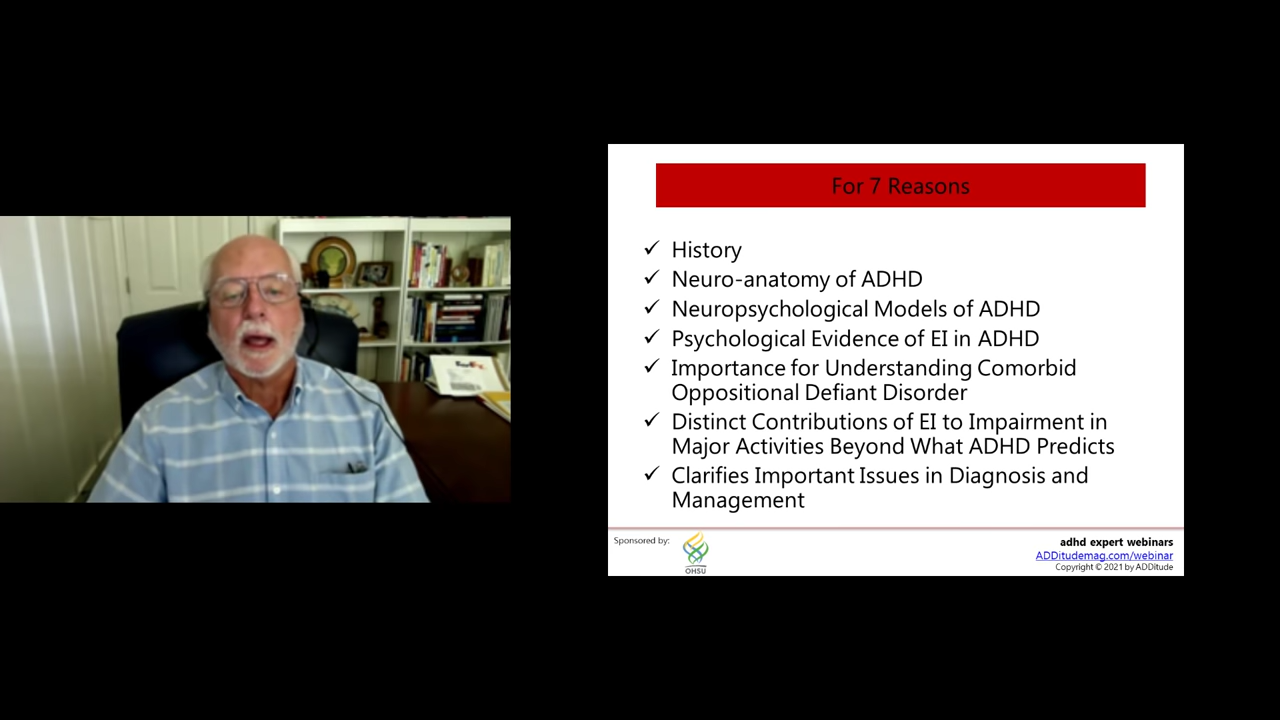 For 7 Reasons
✓ History
✓ Neuro-anatomy of ADHD
✓ Neuropsychological Models of ADHD
✓ Psychological Evidence of EI in ADHD
✓ Importance for Understanding Comorbid
Oppositional Defiant Disorder
✓ Distinct Contributions of EI to Impairment in
Major Activities Beyond What ADHD Predicts
✓ Clarifies Important Issues in Diagnosis and
Management
Sponsored by:
OHSU
adhd expert webinars
ADDitudemag.com/webinar
Copyright © 2021 by ADDitude